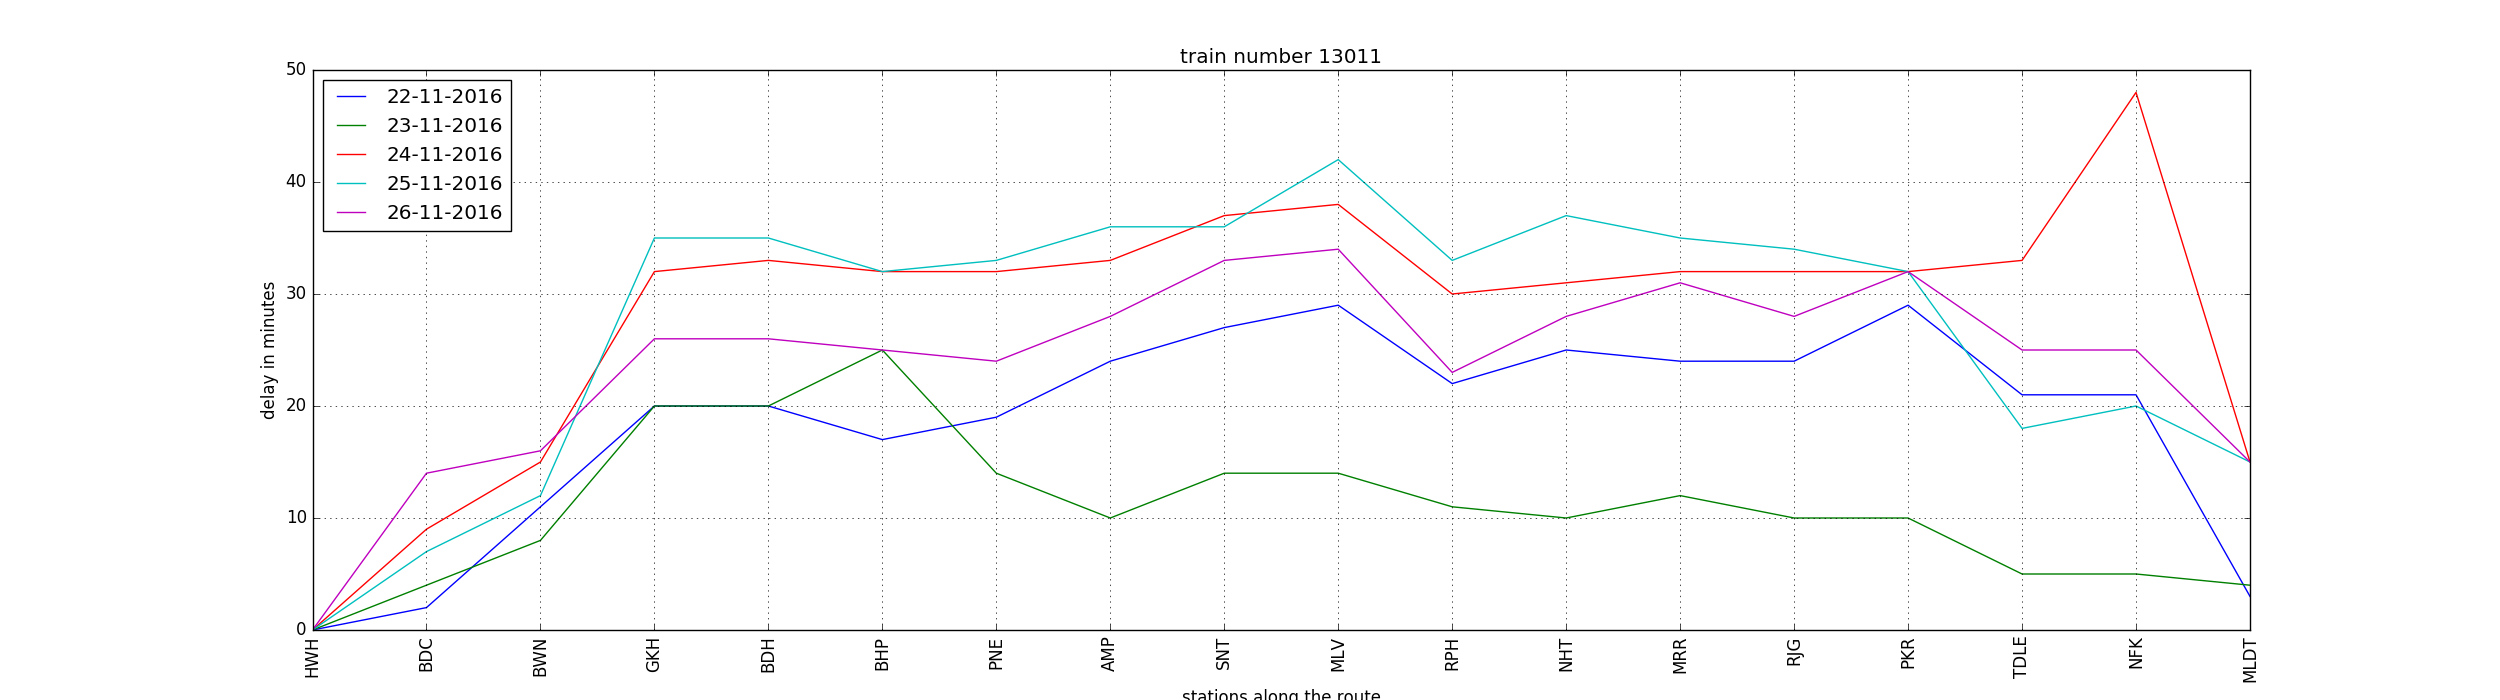 train number 13011
50
40
30
20
10
0
delay in minutes
22-11-2016
23-11-2016
24-11-2016
25-11-2016
26-11-2016
HWH
BDC
BWN
GKH
BDH
BHP
PNE
AMP
SNT
MLV
RPH
NHT
MRR
RJG
PKR
TDLE
NFK
MLDT
stations along the route